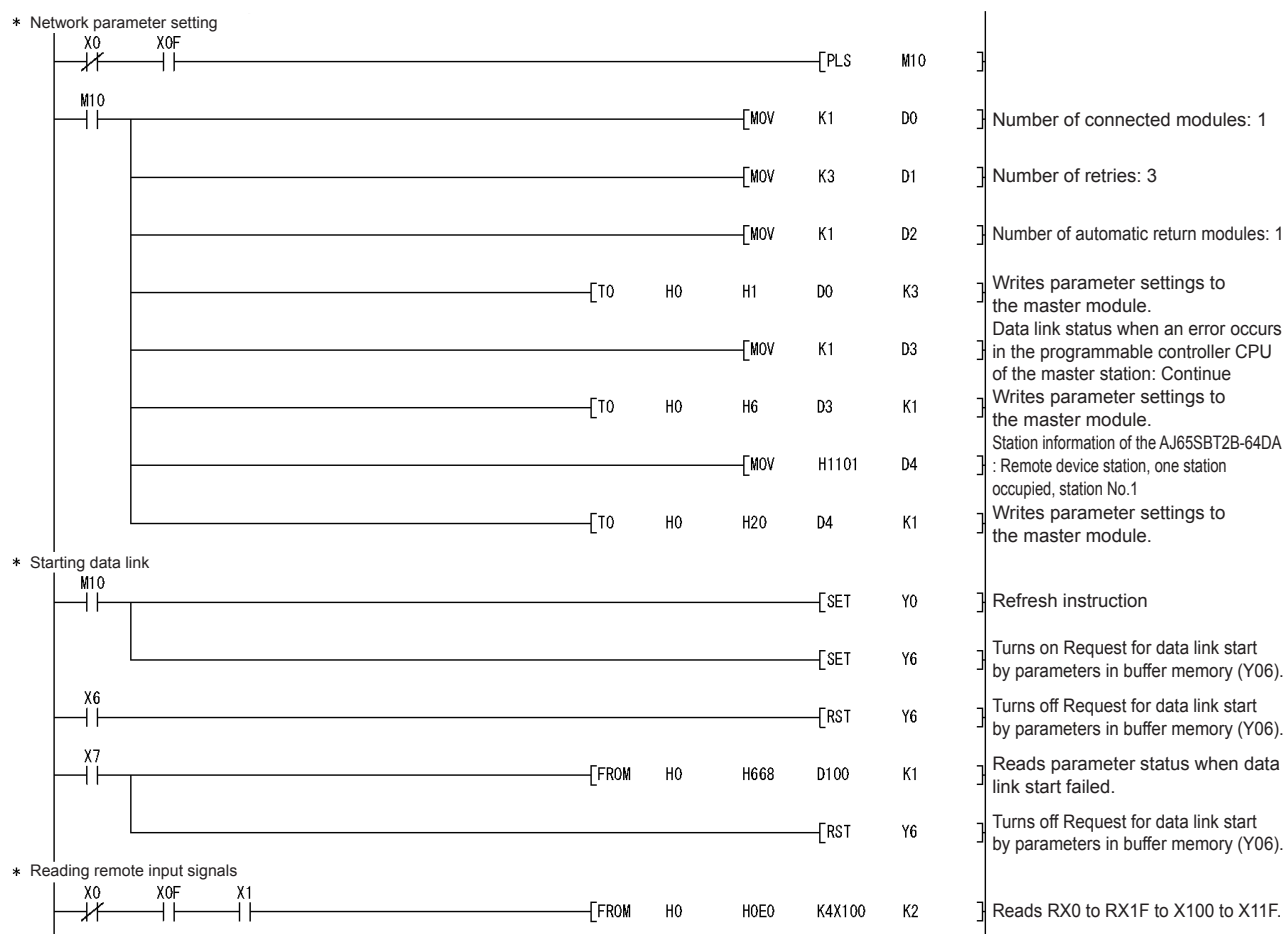 * Network parameter setting
X0 X0F
[PLS M10 ]
M10
[MOV K1 D0 ] Number of connected modules: 1
[MOV K3 D1 ] Number of retries: 3
[MOV K1 D2 ] Number of automatic return modules: 1
[TO H0 H1 D0 K3 ] Writes parameter settings to
the master module.
[MOV K1 D3 ] Data link status when an error occurs
in the programmable controller CPU
of the master station: Continue
[TO H0 H6 D3 K1 ] Writes parameter settings to
the master module.
[MOV H1101 D4 ] Station information of the AJ65SBT2B-64DA
: Remote device station, one station
occupied, station No.1
[TO H0 H20 D4 K1 ] Writes parameter settings to
the master module.
* Starting data link
M10
[SET Y0 ] Refresh instruction
[SET Y6 ] Turns on Request for data link start
by parameters in buffer memory (Y06).
X6
[RST Y6 ] Turns off Request for data link start
by parameters in buffer memory (Y06).
X7
[FROM H0 H668 D100 K1 ] Reads parameter status when data
link start failed.
[RST Y6 ] Turns off Request for data link start
by parameters in buffer memory (Y06).
* Reading remote input signals
X0 X0F X1
[FROM H0 H0E0 K4X100 K2 ] Reads RX0 to RX1F to X100 to X11F.